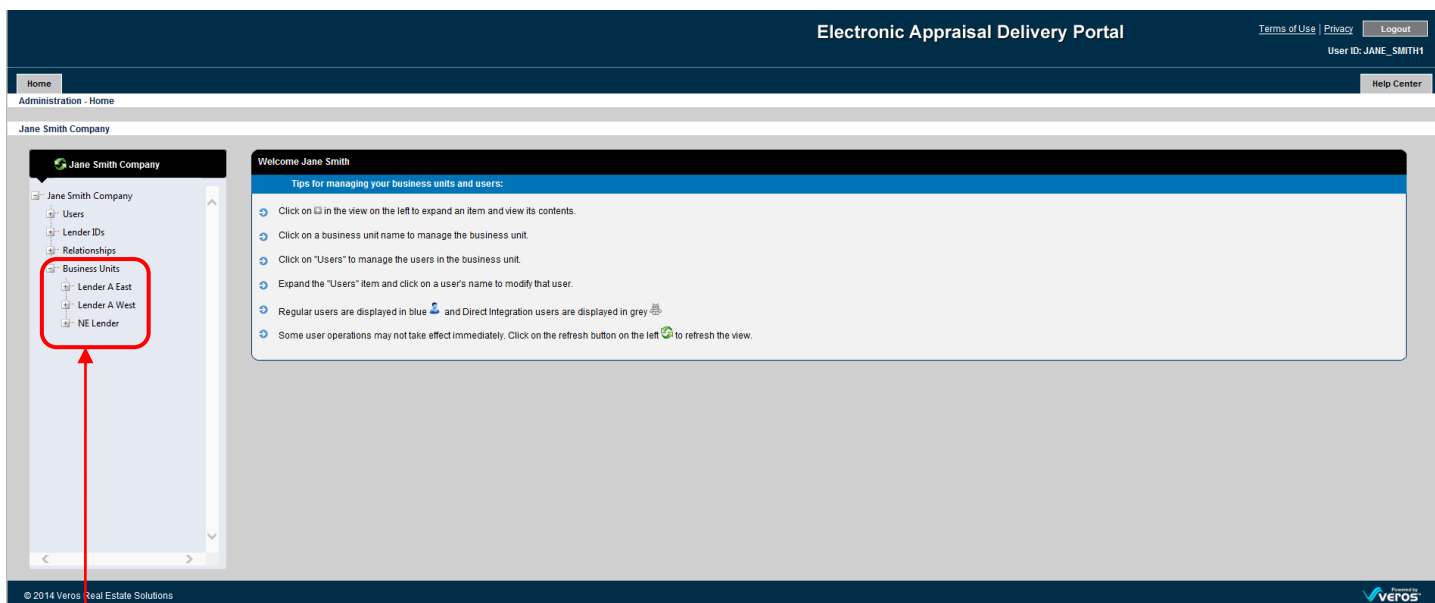 Electronic Appraisal Delivery Portal
Terms of Use | Privacy Logout
User ID: JANE_SMITH1
Home Help Center
Administration - Home
Jane Smith Company
Jane Smith Company
Jane Smith Company
Users
Lender IDs
Relationships
Business Units
Lender A East
Lender A West
NE Lender
Welcome Jane Smith
Tips for managing your business units and users:
Click on in the view on the left to expand an item and view its contents.
Click on a business unit name to manage the business unit.
Click on "Users" to manage the users in the business unit.
Expand the "Users" item and click on a user's name to modify that user.
Regular users are displayed in blue and Direct Integration users are displayed in grey
Some user operations may not take effect immediately. Click on the refresh button on the left to refresh the view.
© 2014 Veros Real Estate Solutions
Powered by
veros